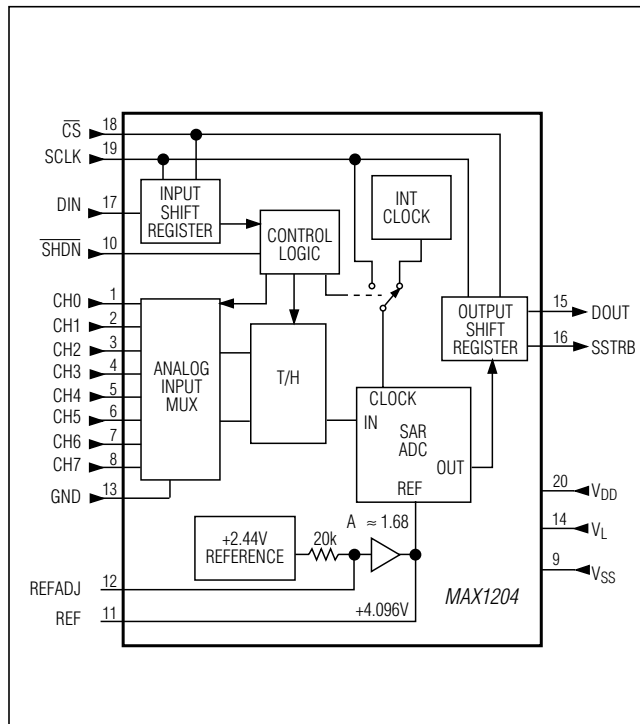 CS 18
SCLK 19
DIN 17
SHDN 10
INPUT
SHIFT
REGISTER
CONTROL
LOGIC
INT
CLOCK
CH0 1
CH1 2
CH2 3
CH3 4
CH4 5
CH5 6
CH6 7
CH7 8
GND 13
ANALOG
INPUT
MUX
T/H
CLOCK
IN
SAR
ADC
OUT
REF
OUTPUT
SHIFT
REGISTER
15 DOUT
16 SSTRB
20 VDD
14 VL
9 VSS
+2.44V
REFERENCE
20k
A ≈ 1.68
REFADJ 12
REF 11
+4.096V
MAX1204